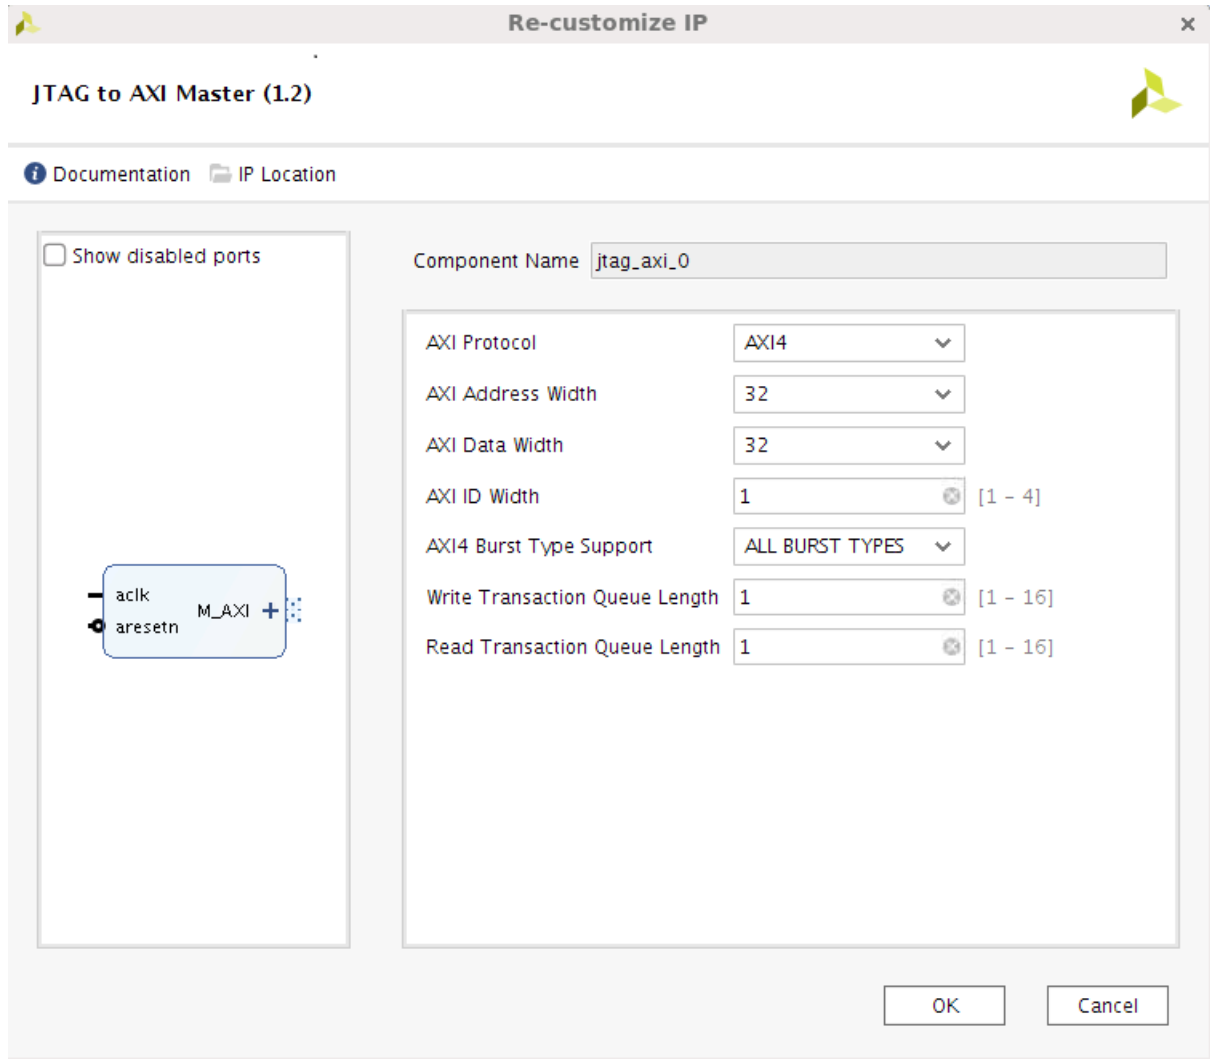 Re-customize IP
JTAG to AXI Master (1.2)
Documentation IP Location
Show disabled ports
aclk
aresetn
M_AXI
Component Name jtag_axi_0
AXI Protocol AXI4
AXI Address Width 32
AXI Data Width 32
AXI ID Width 1 [1 - 4]
AXI4 Burst Type Support ALL BURST TYPES
Write Transaction Queue Length 1 [1 - 16]
Read Transaction Queue Length 1 [1 - 16]
OK Cancel